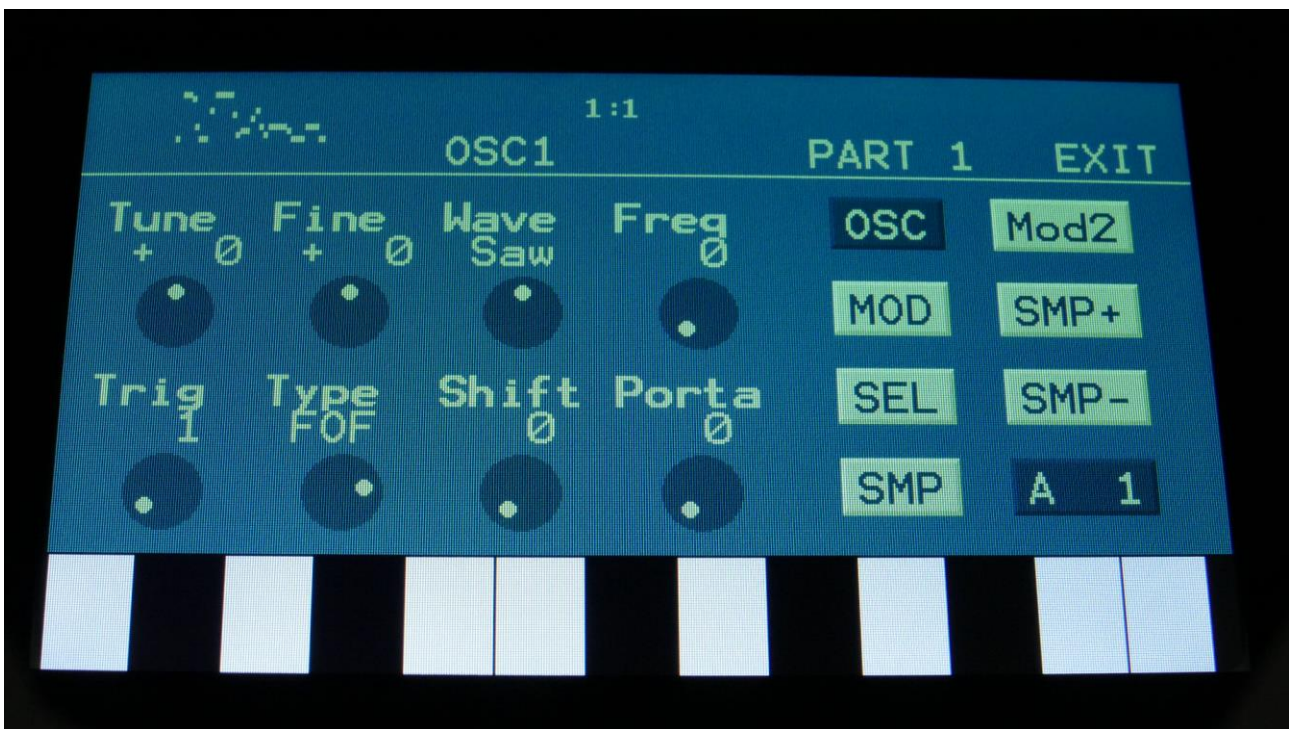 1:1
OSC1 PART 1 EXIT
Tune Fine Wave Freq OSC Mod2
+ 0 + 0 Saw 0
MOD SMP+
Trig Type Shift Porta SEL SMP-
1 FOF 0 0
SMP A 1